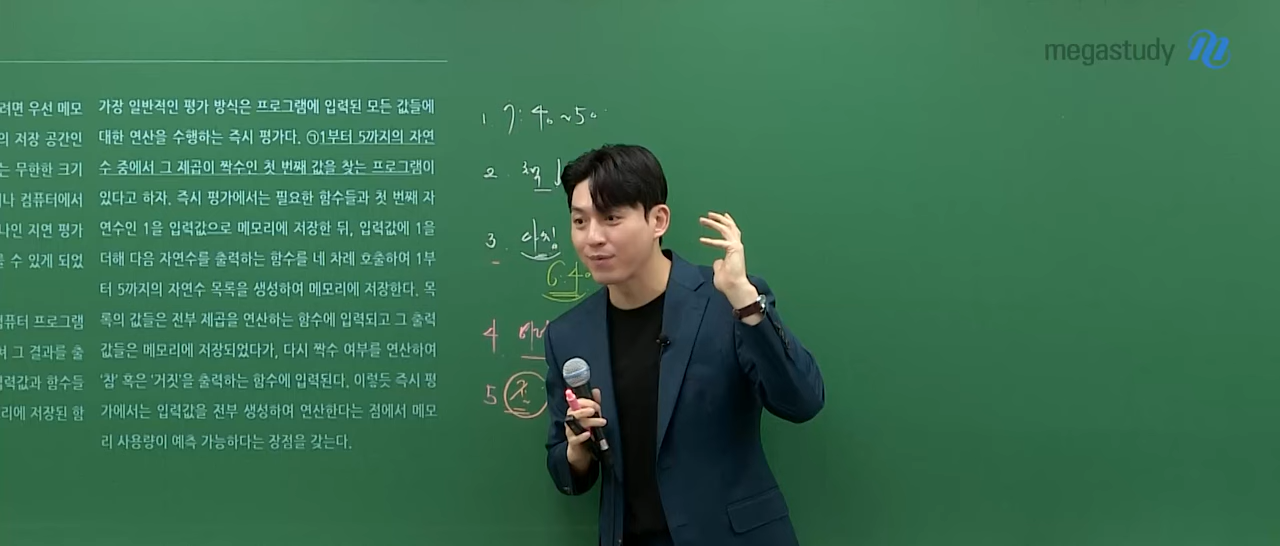 megastudy
려면 우선 메모
의 저장 공간인
는 무한한 크기
나 컴퓨터에서
나인 지연 평가
를 수 있게 되었
컴퓨터 프로그램
쳐 그 결과를 출
력값과 함수들
리에 저장된 함
가장 일반적인 평가 방식은 프로그램에 입력된 모든 값들에
대한 연산을 수행하는 즉시 평가다. ㉠1부터 5까지의 자연
수 중에서 그 제곱이 짝수인 첫 번째 값을 찾는 프로그램이
있다고 하자. 즉시 평가에서는 필요한 함수들과 첫 번째 자
연수인 1을 입력값으로 메모리에 저장한 뒤, 입력값에 1을
더해 다음 자연수를 출력하는 함수를 네 차례 호출하여 1부
터 5까지의 자연수 목록을 생성하여 메모리에 저장한다. 목
록의 값들은 전부 제곱을 연산하는 함수에 입력되고 그 출력
값들은 메모리에 저장되었다가, 다시 짝수 여부를 연산하여
'참' 혹은 '거짓'을 출력하는 함수에 입력된다. 이렇듯 즉시 평
가에서는 입력값을 전부 생성하여 연산한다는 점에서 메모
리 사용량이 예측 가능하다는 장점을 갖는다.
1. 7: 40~50
2. 책
3. 아침
6:40
4
5